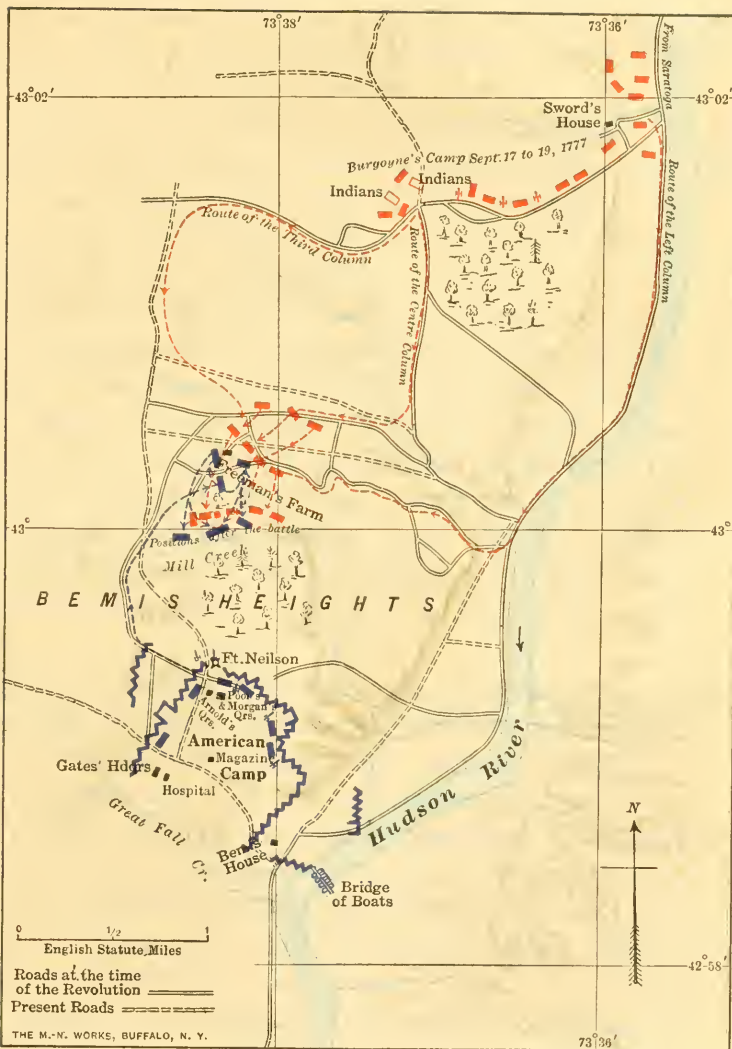 73°38′
73°36′
43°02′
43°02′
From Saratoga
Sword's
House
Burgoyne's Camp Sept. 17 to 19, 1777
Indians
Indians
Route of the Third Column
Route of the Centre Column
Route of the Left Column
Freeman's Farm
43°
43°
Positions after the battle
Mill Creek
BEMIS HEIGHTS
Ft. Neilson
Poor's
& Morgan's
Qrs.
Arnold's
Qrs.
American
Magazin
Camp
Gates' Hdqrs
Hospital
Great Fall Cr.
Hudson River
Bemis
House
Bridge
of Boats
N
0 1/2 1
English Statute Miles
Roads at the time
of the Revolution
Present Roads
42°58′
THE M.-N. WORKS, BUFFALO, N. Y.
73°36′